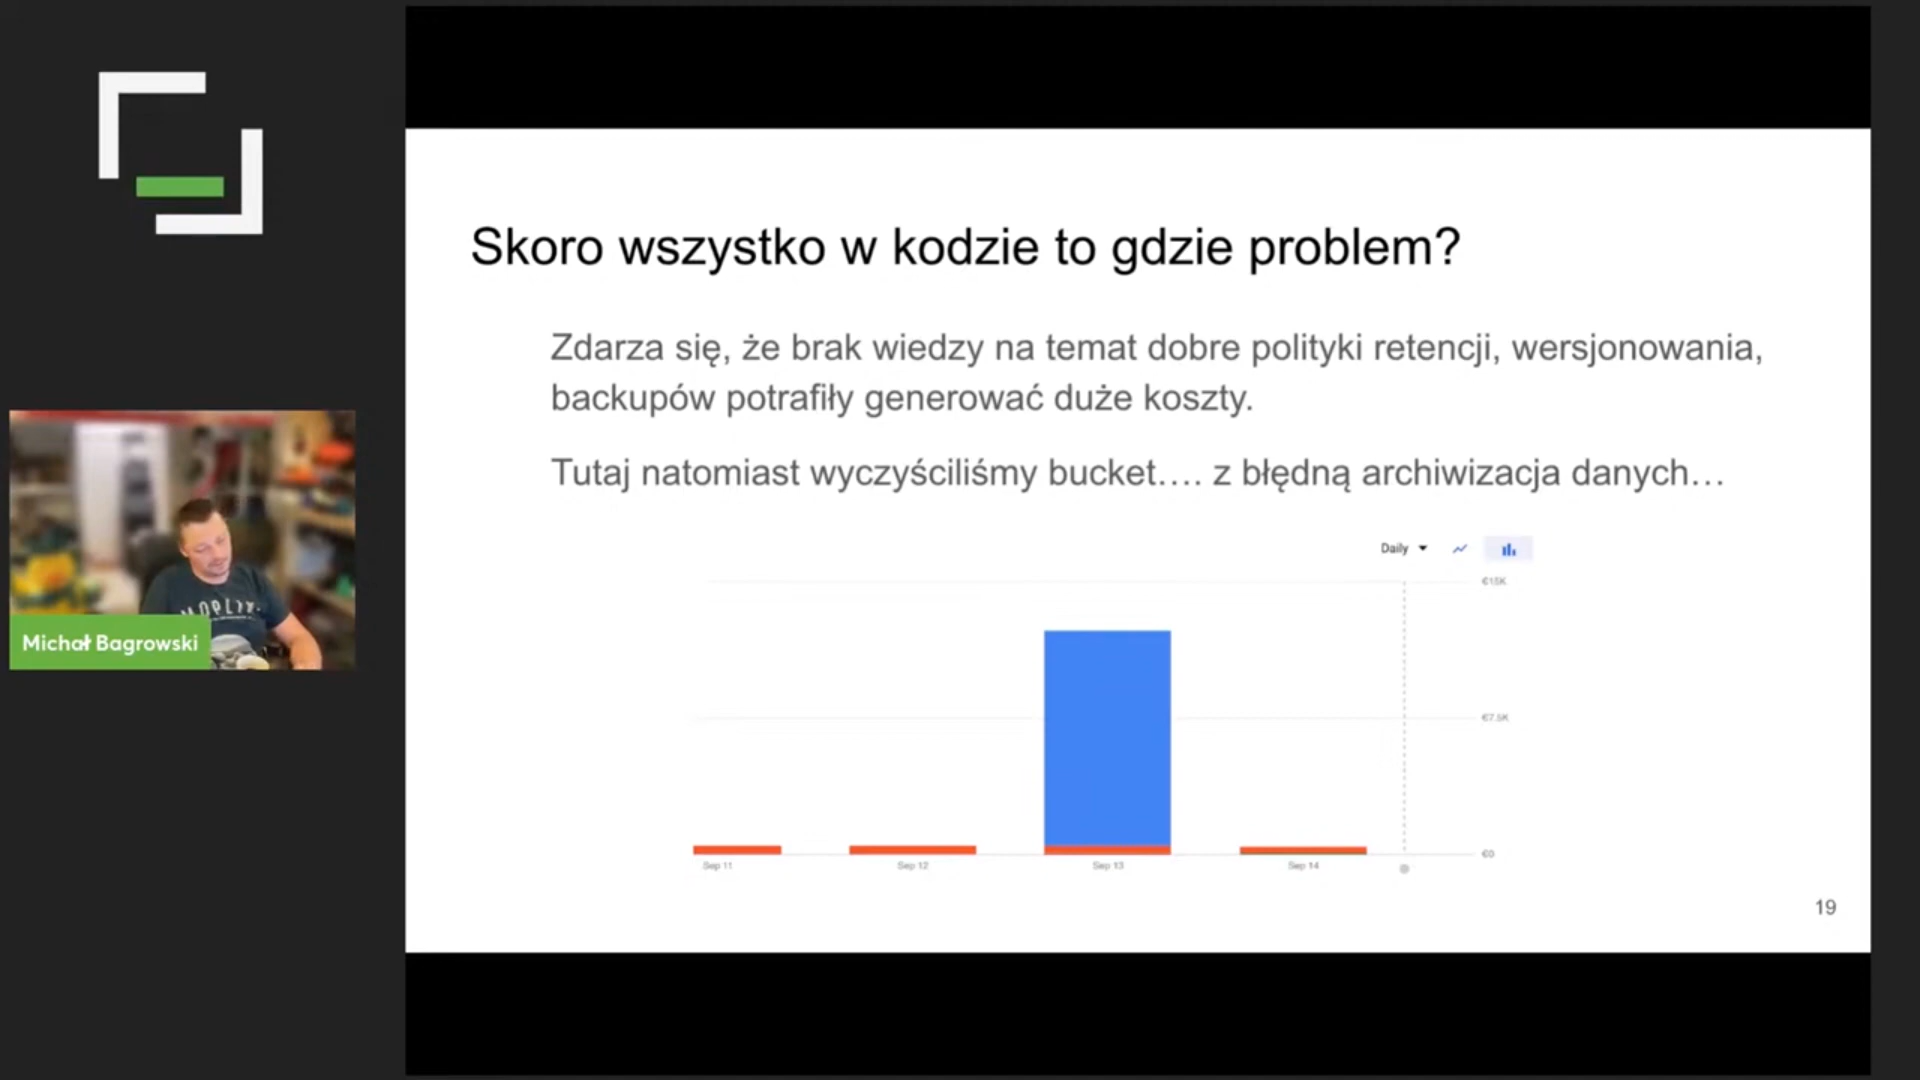 Skoro wszystko w kodzie to gdzie problem?
Zdarza się, że brak wiedzy na temat dobre polityki retencji, wersjonowania,
backupów potrafiły generować duże koszty.
Tutaj natomiast wyczyściliśmy bucket…. z błędną archiwizacja danych…
Daily
€15K
€7.5K
€0
Sep 11
Sep 12
Sep 13
Sep 14
19
Michał Bagrowski